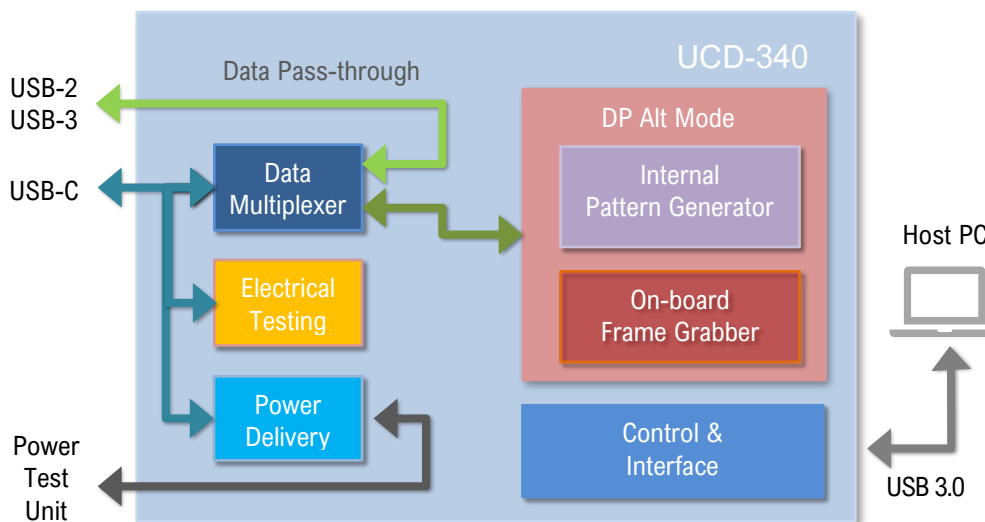 UCD-340
Data Pass-through
USB-2
USB-3
USB-C
Data
Multiplexer
Electrical
Testing
Power
Delivery
Power
Test
Unit
DP Alt Mode
Internal
Pattern Generator
On-board
Frame Grabber
Control &
Interface
Host PC
USB 3.0